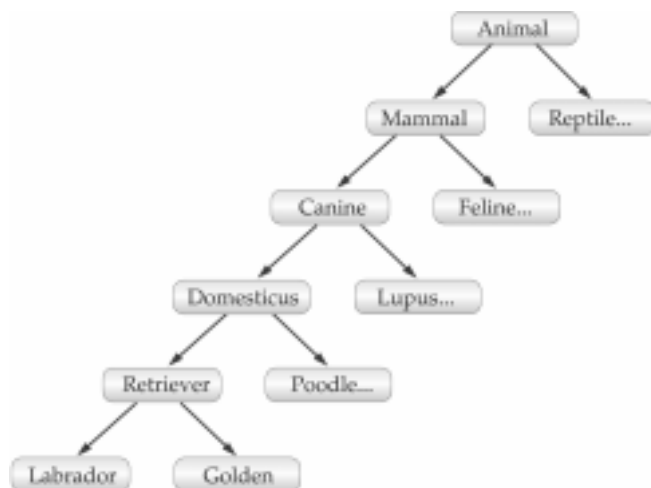 Animal
Mammal
Reptile...
Canine
Feline...
Domesticus
Lupus...
Retriever
Poodle...
Labrador
Golden